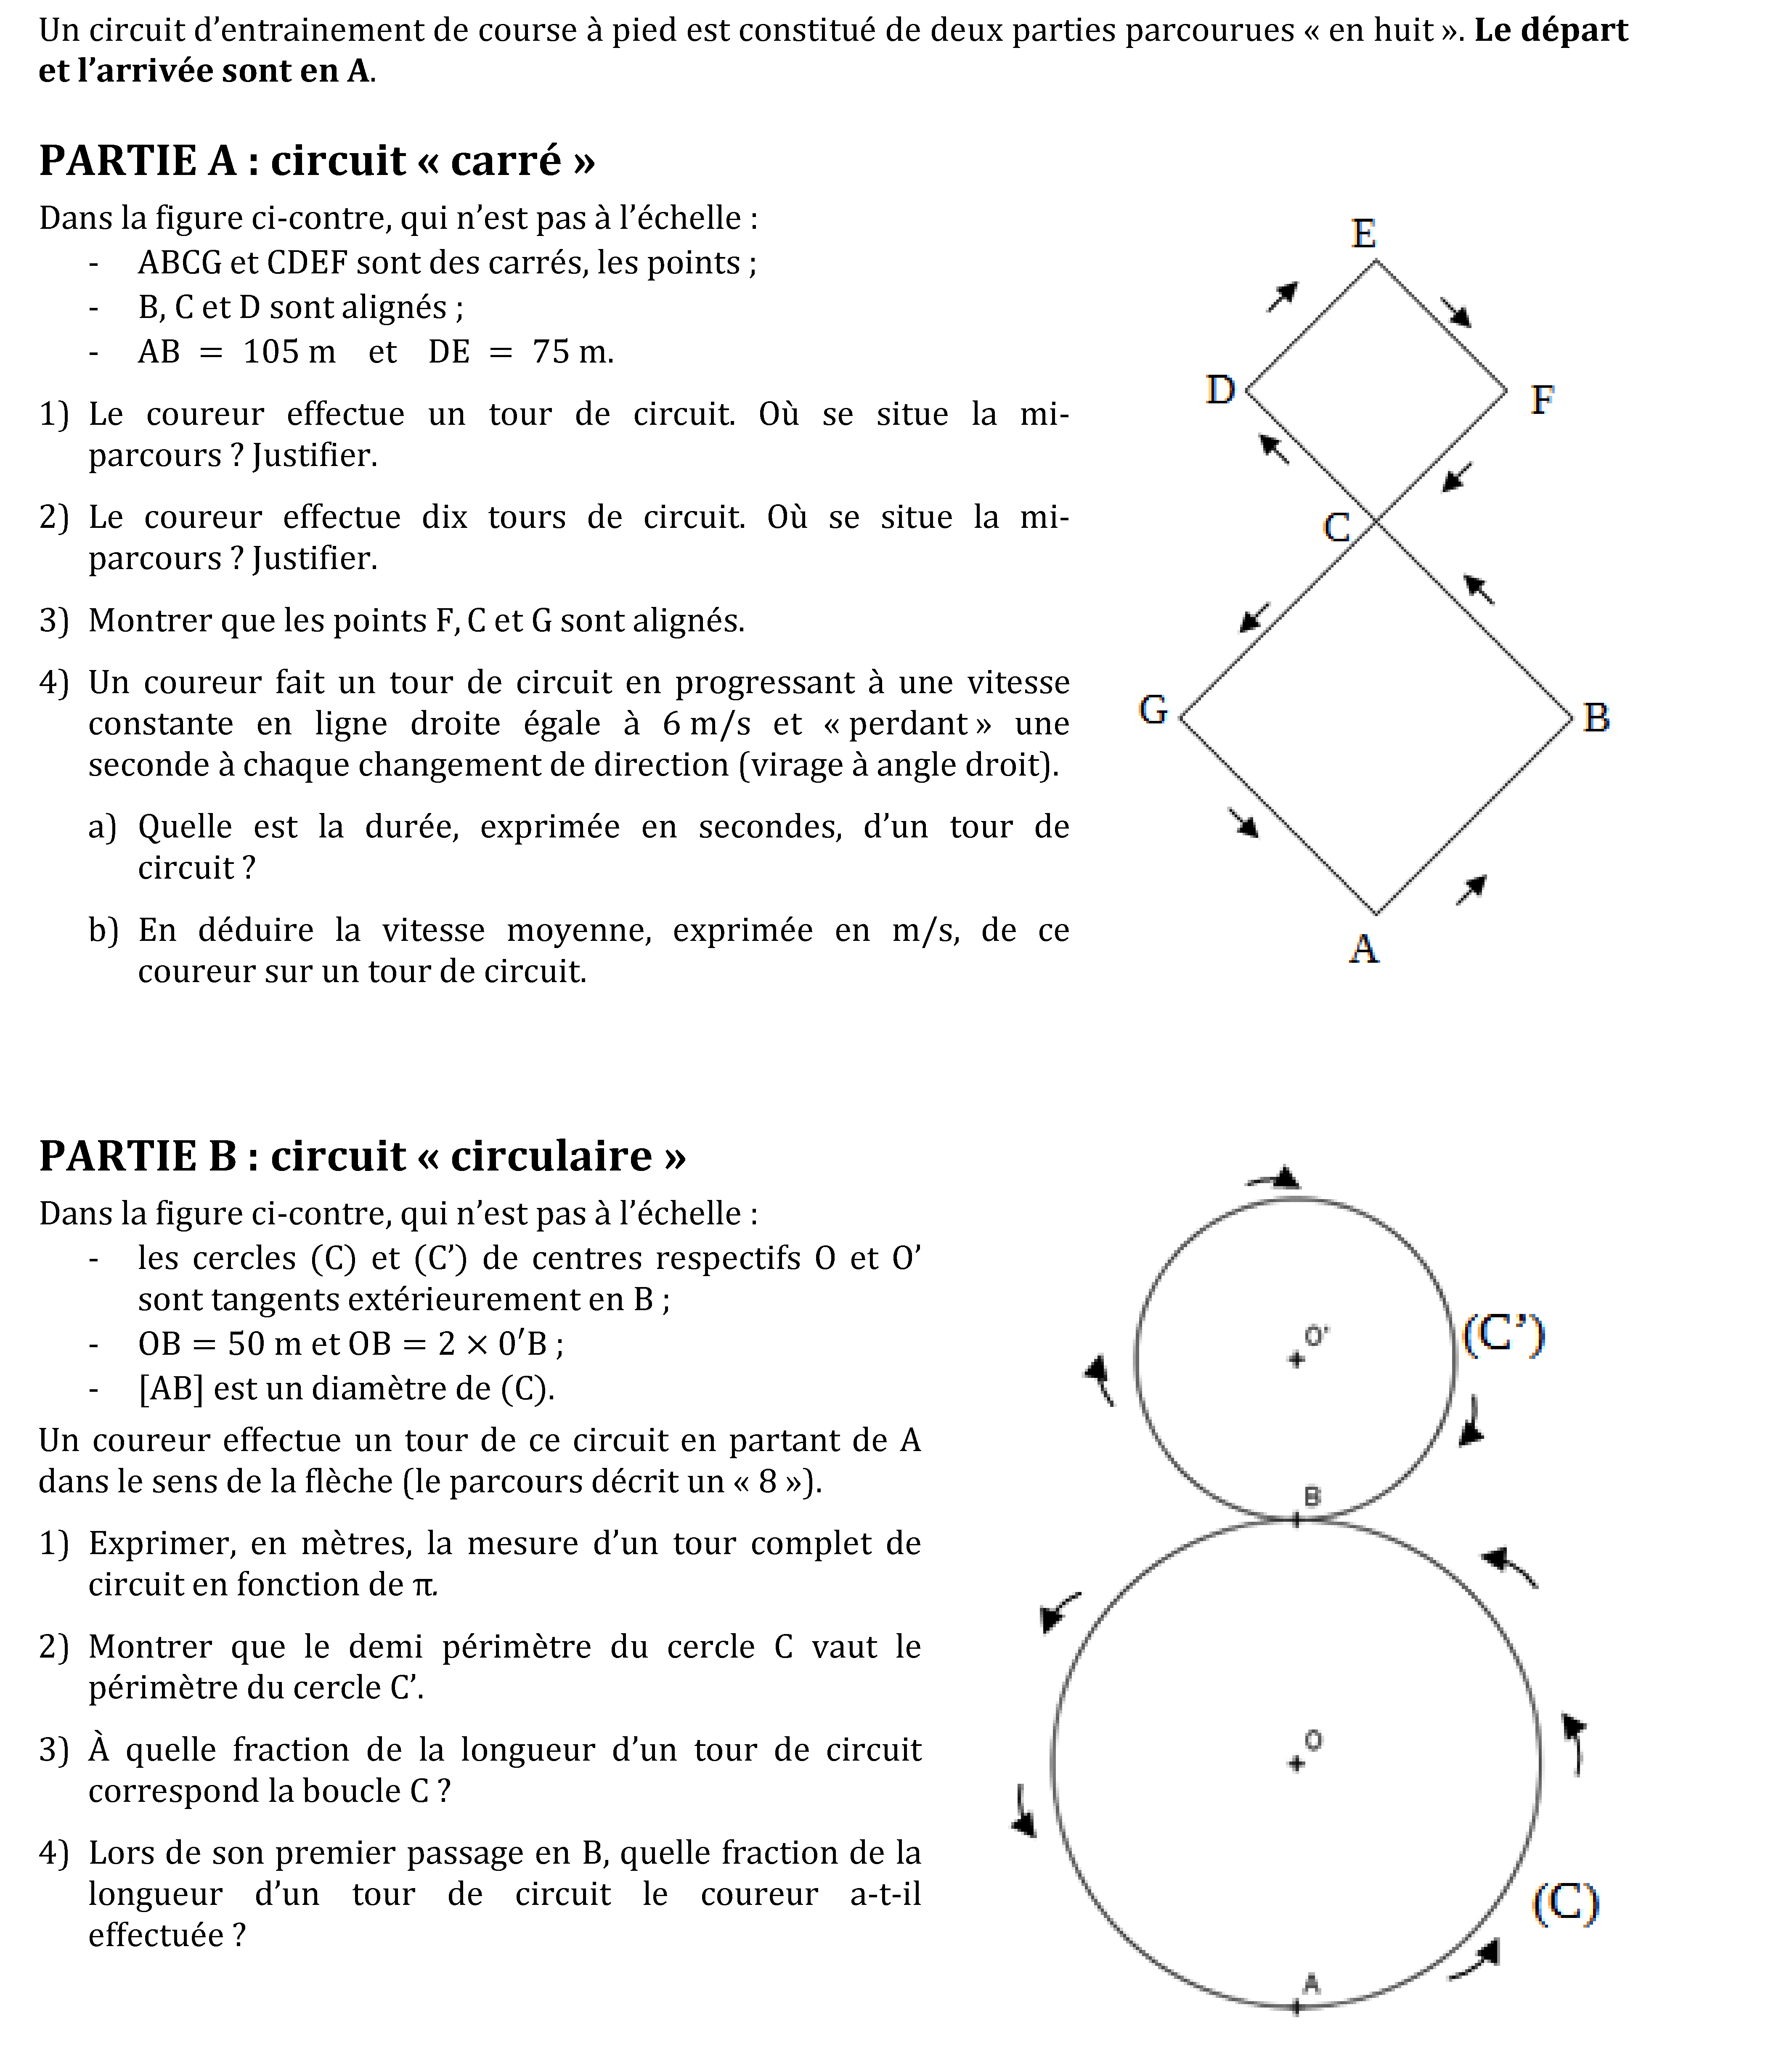 Un circuit d’entrainement de course à pied est constitué de deux parties parcourues « en huit ». Le départ
et l’arrivée sont en A.
PARTIE A : circuit « carré »
Dans la figure ci-contre, qui n’est pas à l’échelle :
- ABCG et CDEF sont des carrés, les points ;
- B, C et D sont alignés ;
- AB = 105 m et DE = 75 m.
1) Le coureur effectue un tour de circuit. Où se situe la mi-
parcours ? Justifier.
2) Le coureur effectue dix tours de circuit. Où se situe la mi-
parcours ? Justifier.
3) Montrer que les points F, C et G sont alignés.
4) Un coureur fait un tour de circuit en progressant à une vitesse
constante en ligne droite égale à 6 m/s et « perdant » une
seconde à chaque changement de direction (virage à angle droit).
a) Quelle est la durée, exprimée en secondes, d’un tour de
circuit ?
b) En déduire la vitesse moyenne, exprimée en m/s, de ce
coureur sur un tour de circuit.
E
D
F
C
G
B
A
PARTIE B : circuit « circulaire »
Dans la figure ci-contre, qui n’est pas à l’échelle :
- les cercles (C) et (C’) de centres respectifs O et O’
sont tangents extérieurement en B ;
- OB = 50 m et OB = 2 × 0′B ;
- [AB] est un diamètre de (C).
Un coureur effectue un tour de ce circuit en partant de A
dans le sens de la flèche (le parcours décrit un « 8 »).
1) Exprimer, en mètres, la mesure d’un tour complet de
circuit en fonction de π.
2) Montrer que le demi périmètre du cercle C vaut le
périmètre du cercle C’.
3) À quelle fraction de la longueur d’un tour de circuit
correspond la boucle C ?
4) Lors de son premier passage en B, quelle fraction de la
longueur d’un tour de circuit le coureur a-t-il
effectuée ?
(C’)
O'
B
O
(C)
A